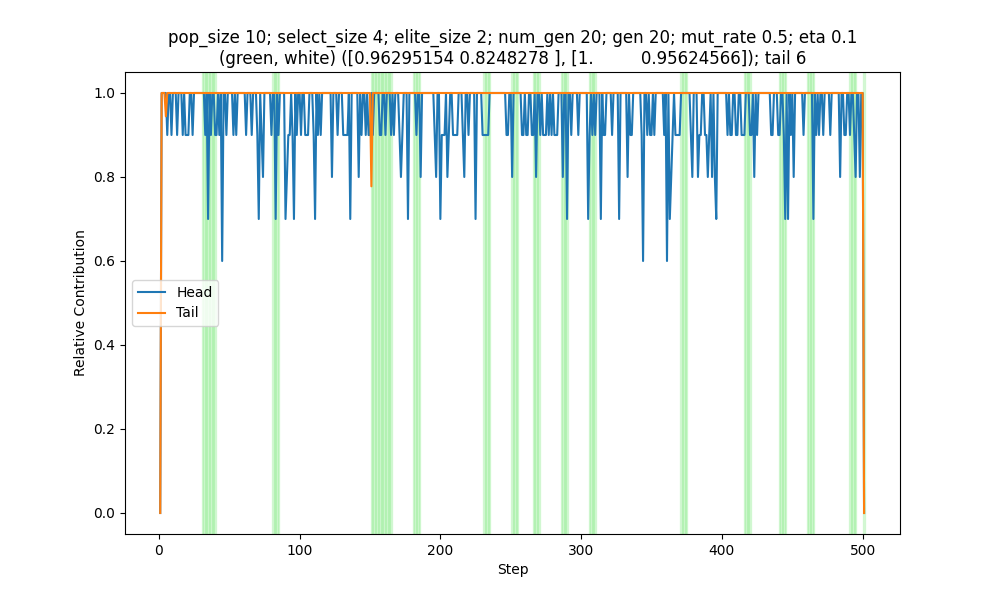 pop_size 10; select_size 4; elite_size 2; num_gen 20; gen 20; mut_rate 0.5; eta 0.1
(green, white) ([0.96295154 0.8248278 ], [1.         0.95624566]); tail 6
1.0
0.8
0.6
0.4
0.2
0.0
Relative Contribution
Head
Tail
0
100
200
300
400
500
Step